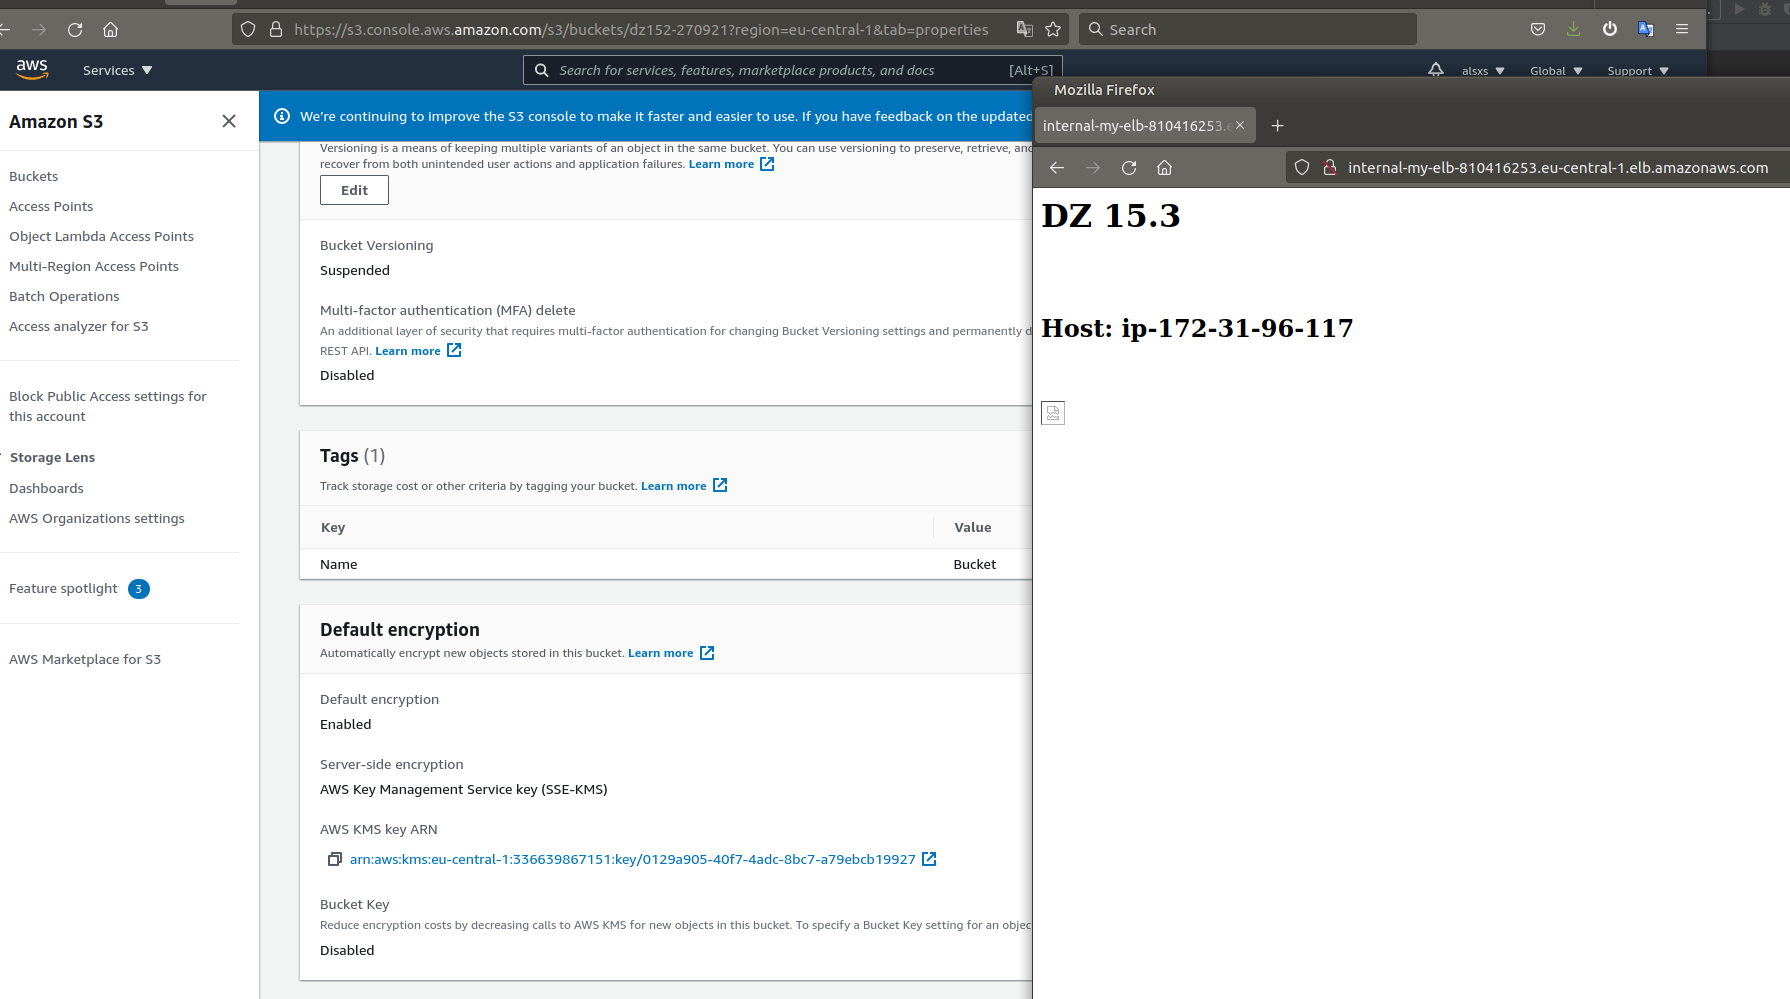 https://s3.console.aws.amazon.com/s3/buckets/dz152-270921?region=eu-central-1&tab=properties
Search
aws
Services
Search for services, features, marketplace products, and docs
[Alt+S]
alsxs
Global
Support
Amazon S3
Buckets
Access Points
Object Lambda Access Points
Multi-Region Access Points
Batch Operations
Access analyzer for S3
Block Public Access settings for
this account
Storage Lens
Dashboards
AWS Organizations settings
Feature spotlight 3
AWS Marketplace for S3
We're continuing to improve the S3 console to make it faster and easier to use. If you have feedback on the updated
Versioning is a means of keeping multiple variants of an object in the same bucket. You can use versioning to preserve, retrieve, and
recover from both unintended user actions and application failures. Learn more
Edit
Bucket Versioning
Suspended
Multi-factor authentication (MFA) delete
An additional layer of security that requires multi-factor authentication for changing Bucket Versioning settings and permanently d
REST API. Learn more
Disabled
Tags (1)
Track storage cost or other criteria by tagging your bucket. Learn more
Key
Value
Name
Bucket
Default encryption
Automatically encrypt new objects stored in this bucket. Learn more
Default encryption
Enabled
Server-side encryption
AWS Key Management Service key (SSE-KMS)
AWS KMS key ARN
arn:aws:kms:eu-central-1:336639867151:key/0129a905-40f7-4adc-8bc7-a79ebcb19927
Bucket Key
Reduce encryption costs by decreasing calls to AWS KMS for new objects in this bucket. To specify a Bucket Key setting for an objec
Disabled
Mozilla Firefox
internal-my-elb-810416253.e
internal-my-elb-810416253.eu-central-1.elb.amazonaws.com
DZ 15.3
Host: ip-172-31-96-117